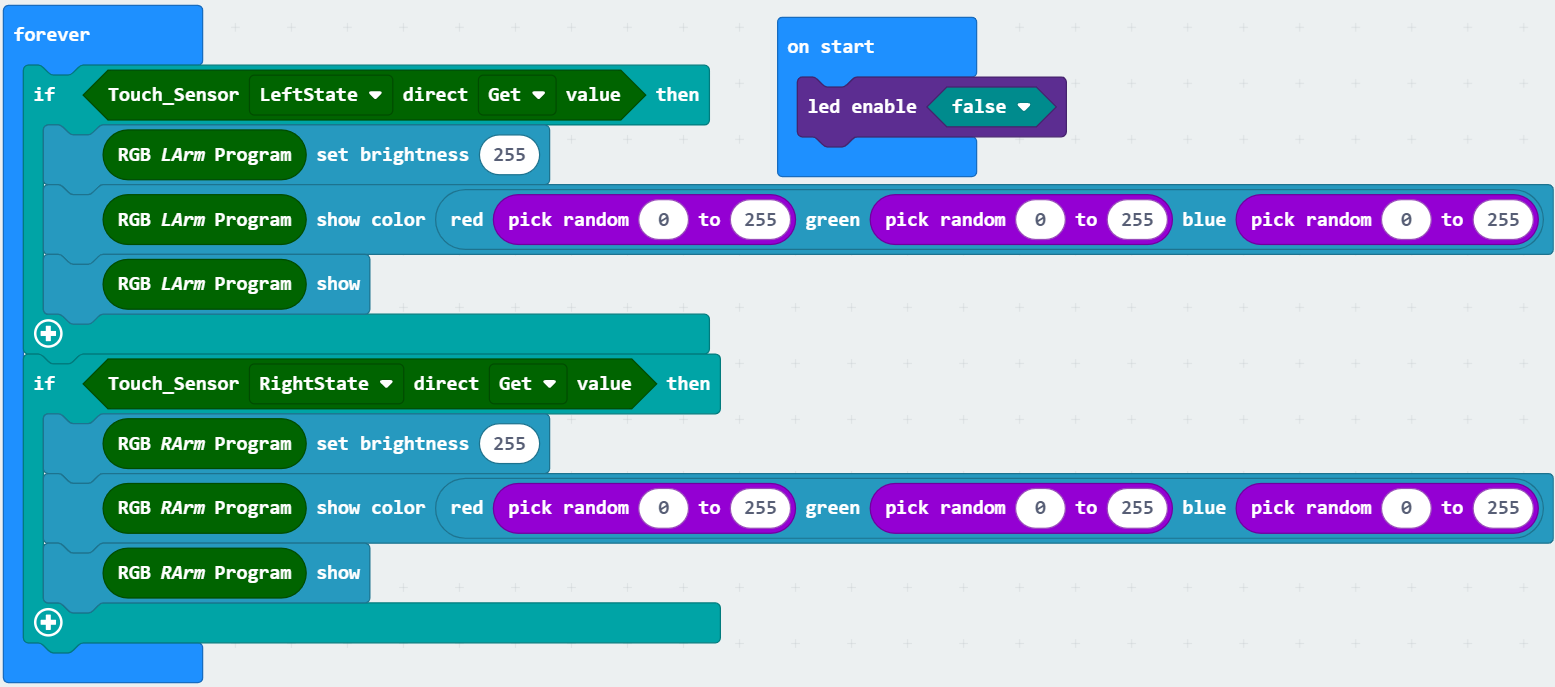 forever
if Touch_Sensor LeftState direct Get value then
RGB LArm Program set brightness 255
RGB LArm Program show color red pick random 0 to 255 green pick random 0 to 255 blue pick random 0 to 255
RGB LArm Program show
if Touch_Sensor RightState direct Get value then
RGB RArm Program set brightness 255
RGB RArm Program show color red pick random 0 to 255 green pick random 0 to 255 blue pick random 0 to 255
RGB RArm Program show
on start
led enable false